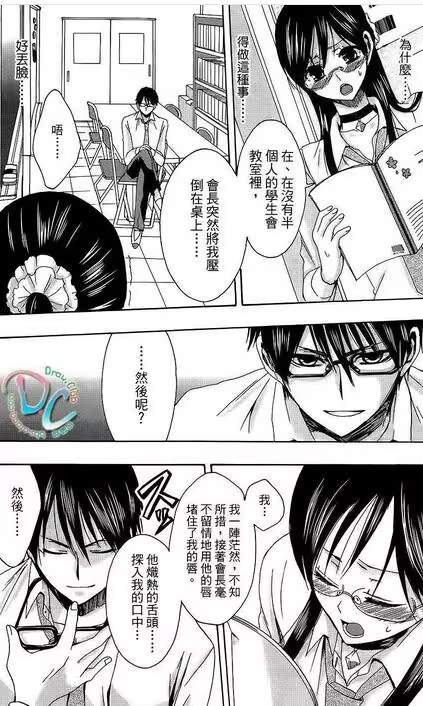 為什麼⋯⋯
得做這種事⋯⋯
在、在沒有半
個人的學生會
教室裡,
會長突然將我壓
倒在桌上⋯⋯
好丟臉⋯⋯
唔⋯⋯
⋯⋯然後呢?
Draw.Club
DC
我⋯
我一陣茫然,不知
所措,接著會長毫
不留情地用他的唇
堵住了我的唇。
他熾熱的舌頭⋯⋯
探入我的口中⋯⋯
然後⋯⋯